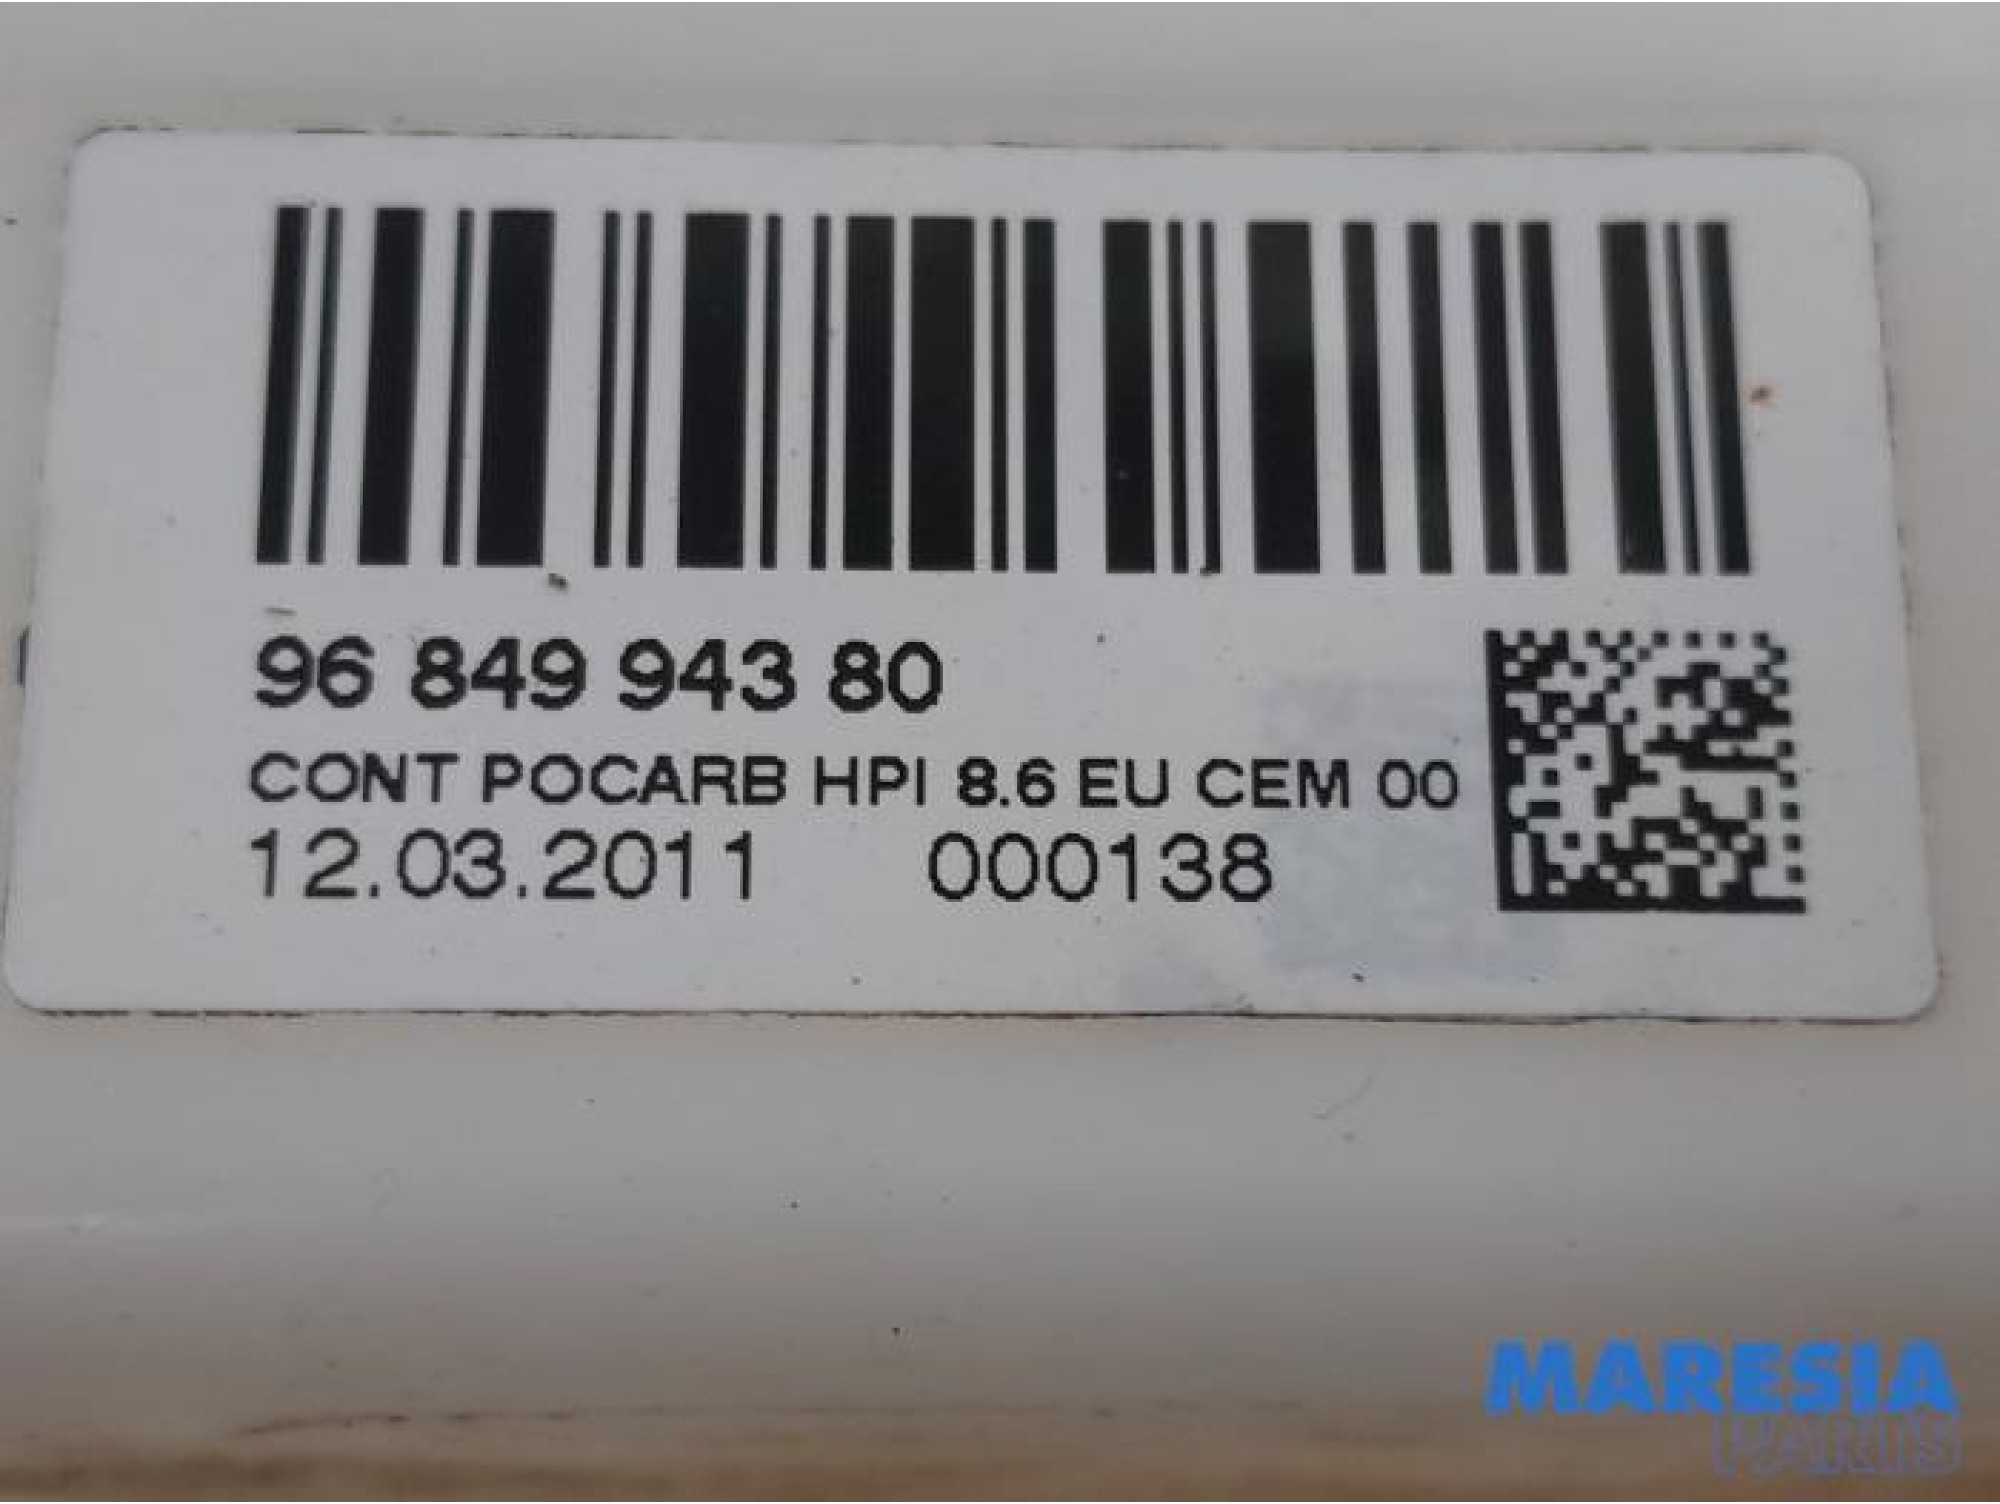 96 849 943 80
CONT POCARB HPI 8.6 EU CEM 00
12.03.2011 000138
MARESIA
PARTS